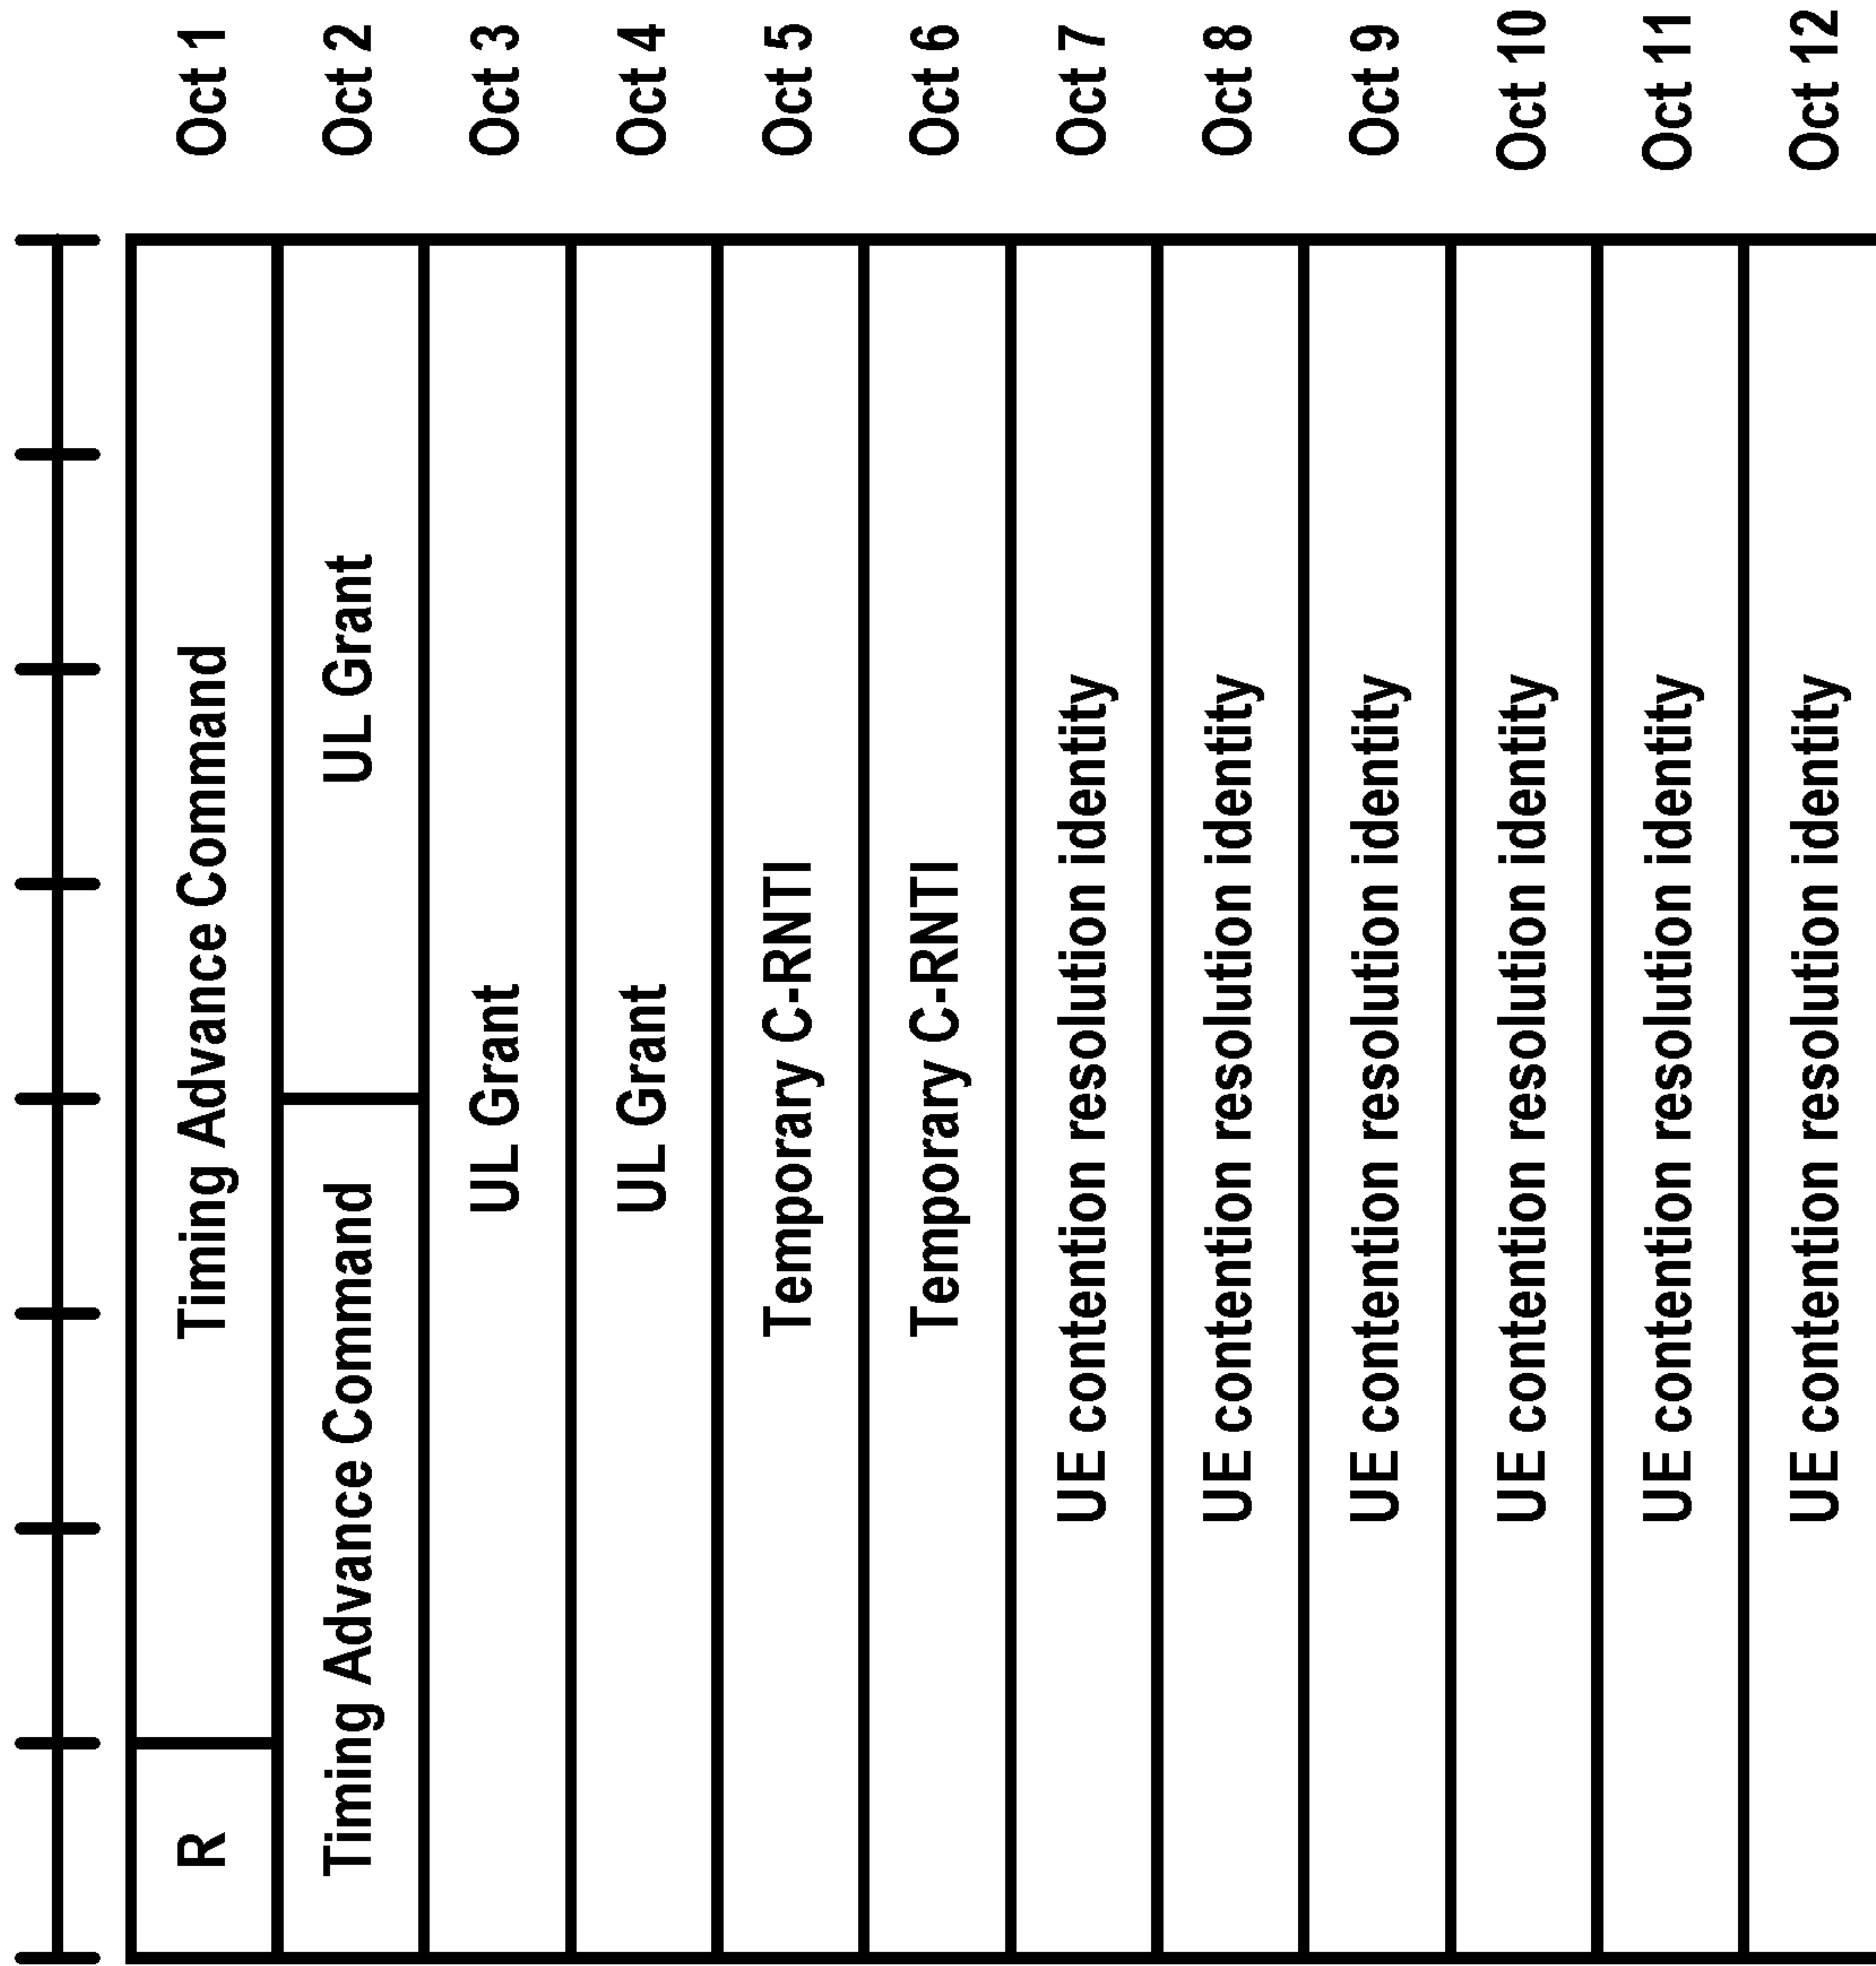 R Timing Advance Command Oct 1
Timing Advance Command UL Grant Oct 2
UL Grant Oct 3
UL Grant Oct 4
Temporary C-RNTI Oct 5
Temporary C-RNTI Oct 6
UE contention resolution identity Oct 7
UE contention resolution identity Oct 8
UE contention resolution identity Oct 9
UE contention resolution identity Oct 10
UE contention resolution identity Oct 11
UE contention resolution identity Oct 12